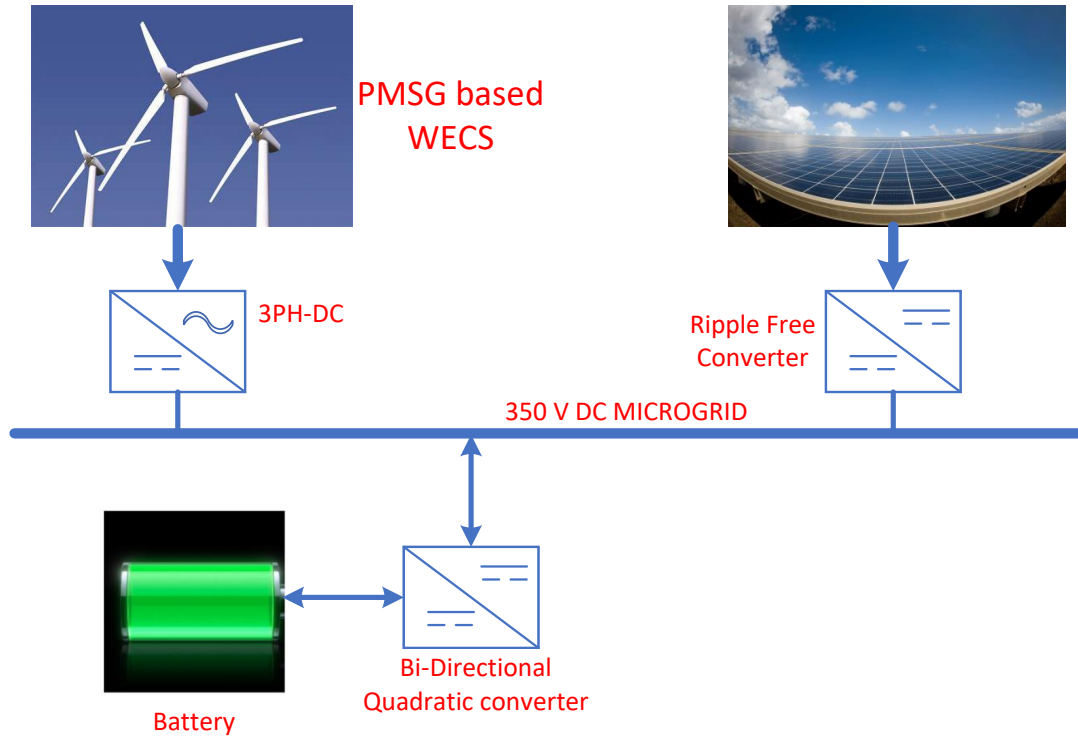 PMSG based
WECS
3PH-DC
Ripple Free
Converter
350 V DC MICROGRID
Bi-Directional
Quadratic converter
Battery